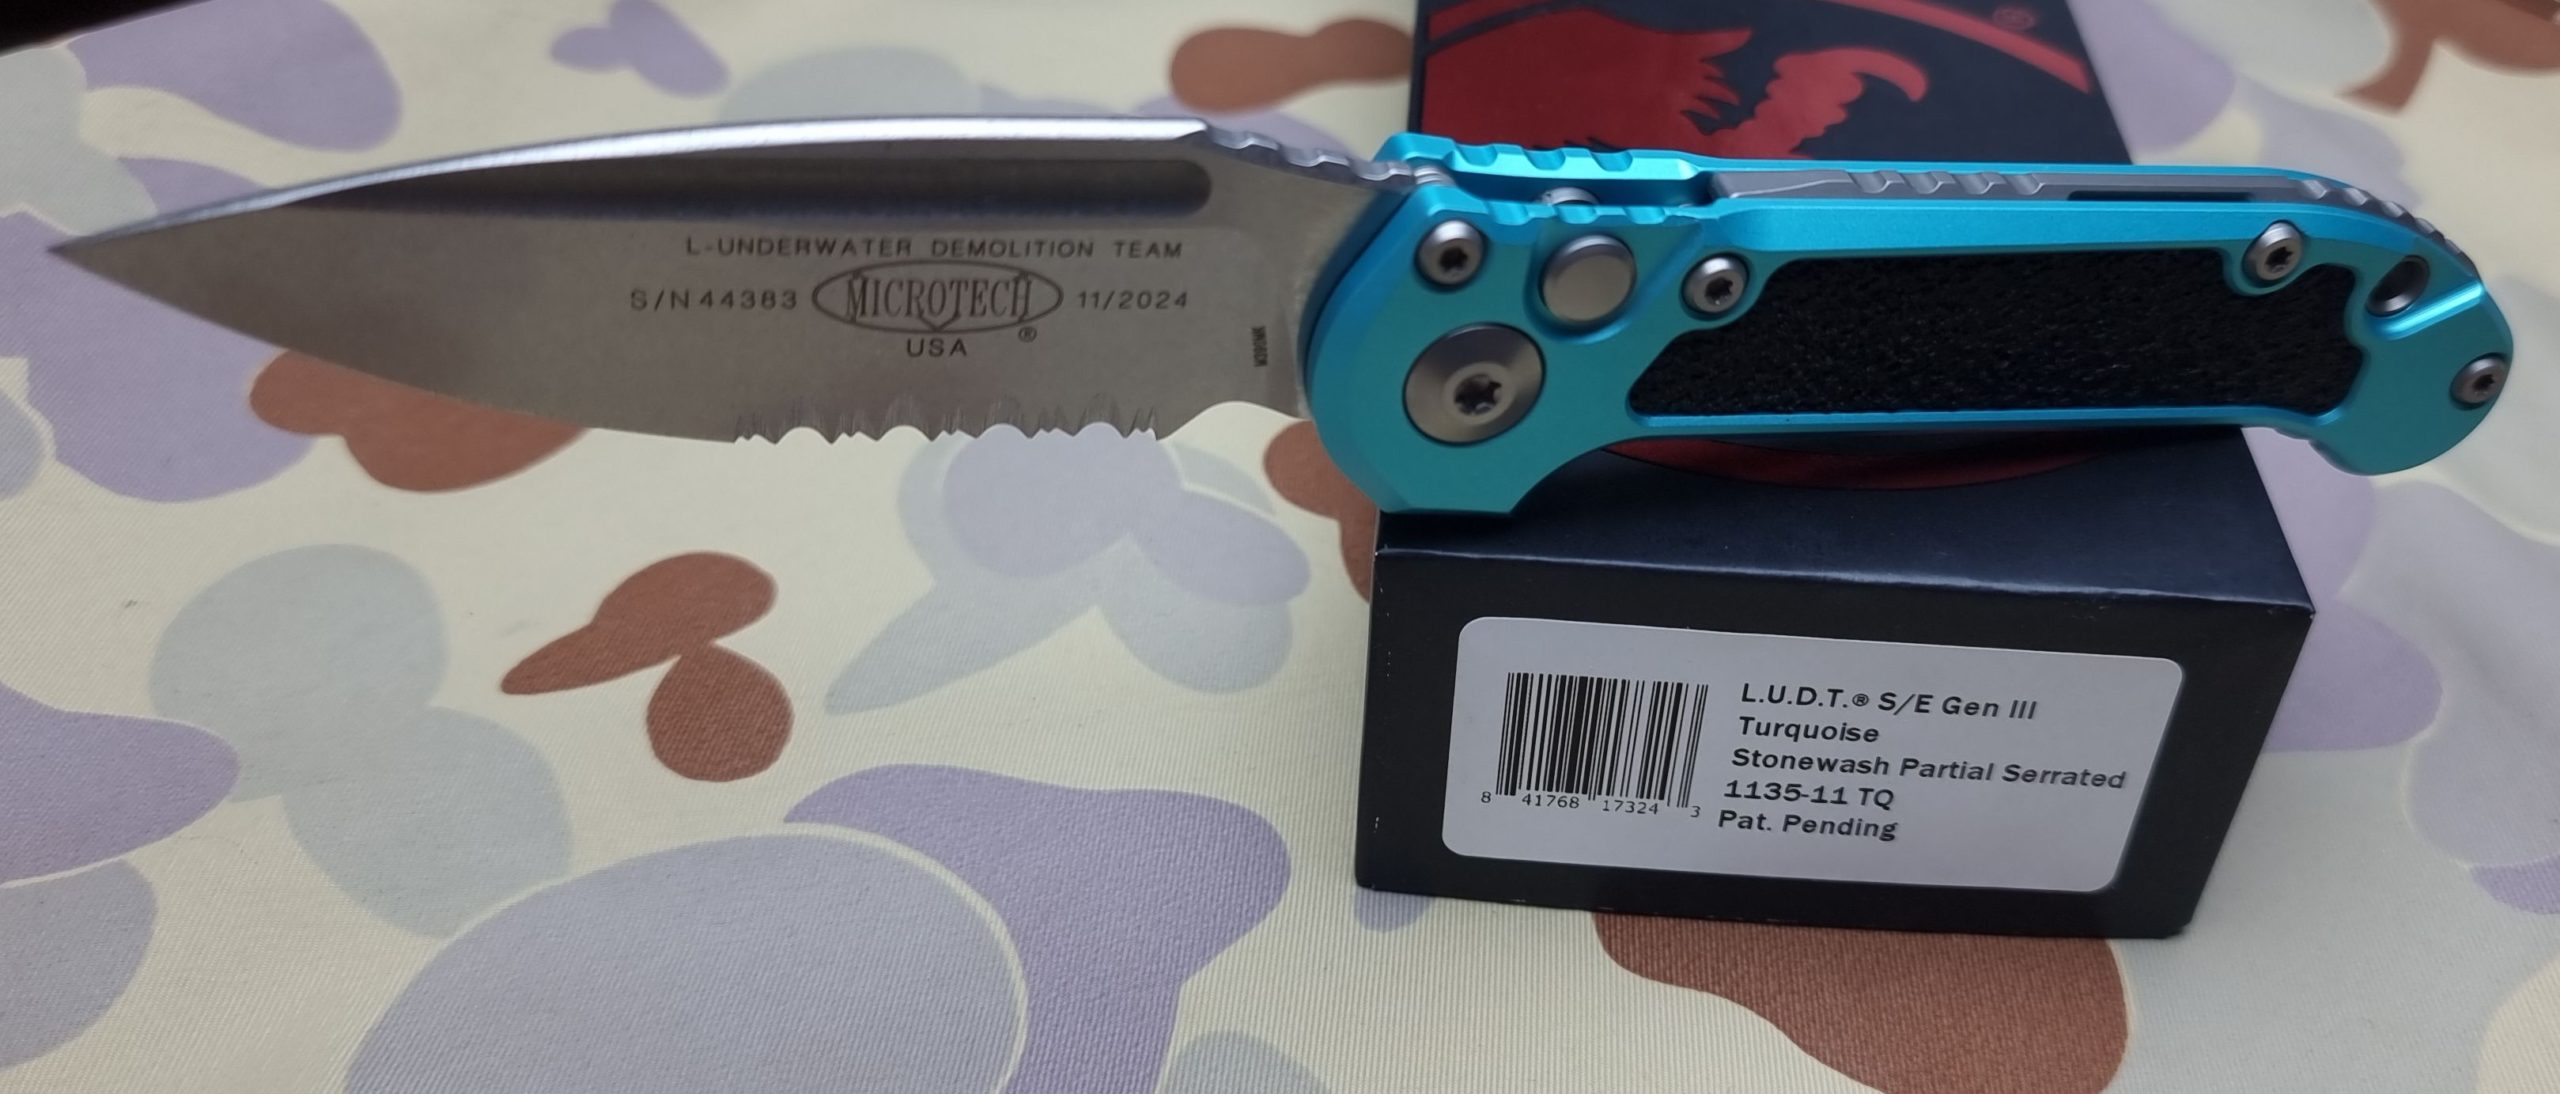 L-UNDERWATER DEMOLITION TEAM
S/N 44383 MICROTECH 11/2024
®
USA
M390MK
®
L.U.D.T.® S/E Gen III
Turquoise
Stonewash Partial Serrated
1135-11 TQ
Pat. Pending
8 41768 17324 3